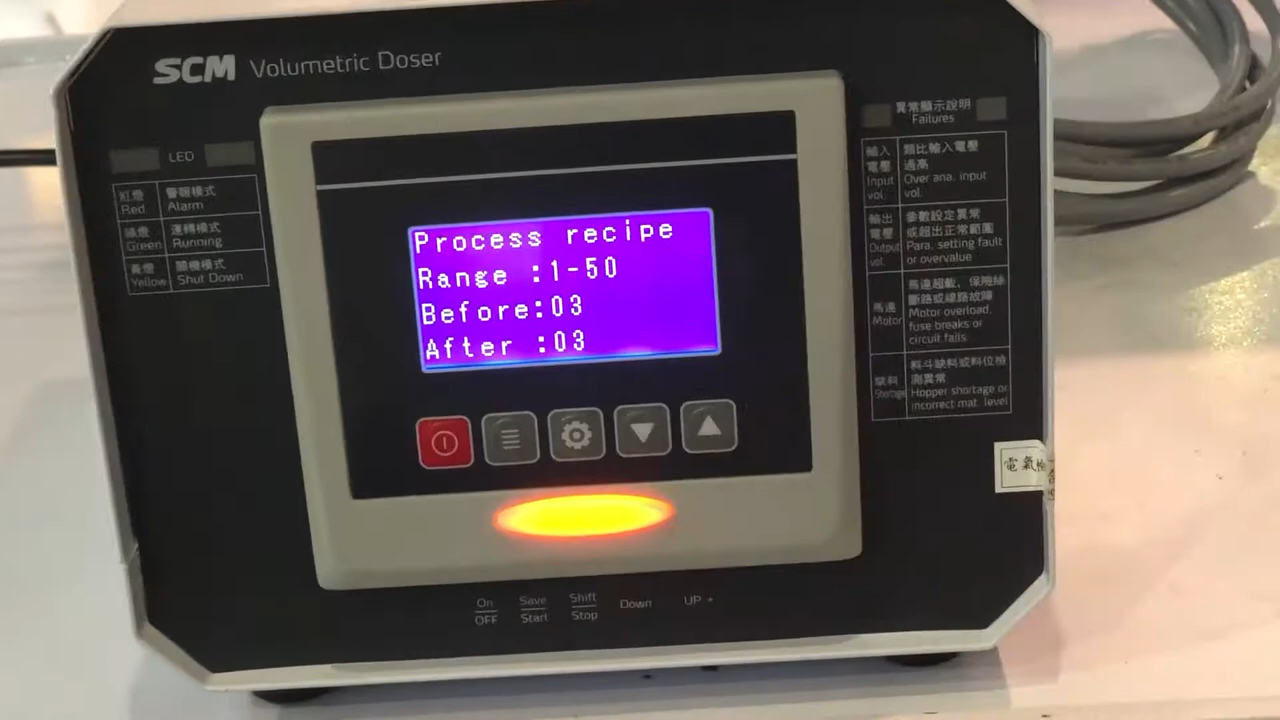 SCM Volumetric Doser
LED
紅燈 Red
警報模式 Alarm
綠燈 Green
運轉模式 Running
黃燈 Yellow
關機模式 Shut Down
Process recipe
Range :1-50
Before:03
After :03
On
OFF
Save
Start
Shift
Stop
Down
UP
異常顯示說明
Failures
輸入
電壓
Input
vol.
類比輸入電壓
過高
Over ana. input
vol.
輸出
電壓
Output
vol.
參數設定異常
或超出正常範圍
Para. setting fault
or overvalue
馬達
Motor
馬達超載、保險絲
斷路或線路故障
Motor overload,
fuse breaks or
circuit fails
缺料
Shortage
料斗缺料或料位檢
測異常
Hopper shortage or
incorrect mat. level
電氣